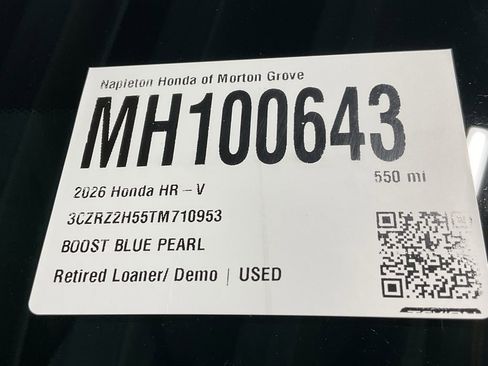 Napleton Honda of Morton Grove
MH100643
550 mi
2026 Honda HR - V
3CZRZ2H55TM710953
BOOST BLUE PEARL
Retired Loaner/ Demo | USED